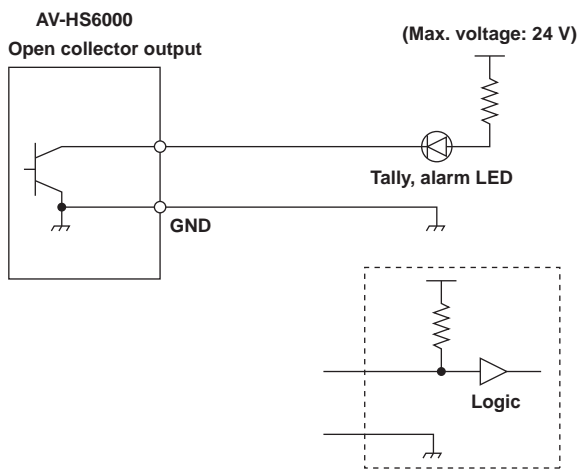 AV-HS6000
Open collector output
(Max. voltage: 24 V)
Tally, alarm LED
GND
Logic